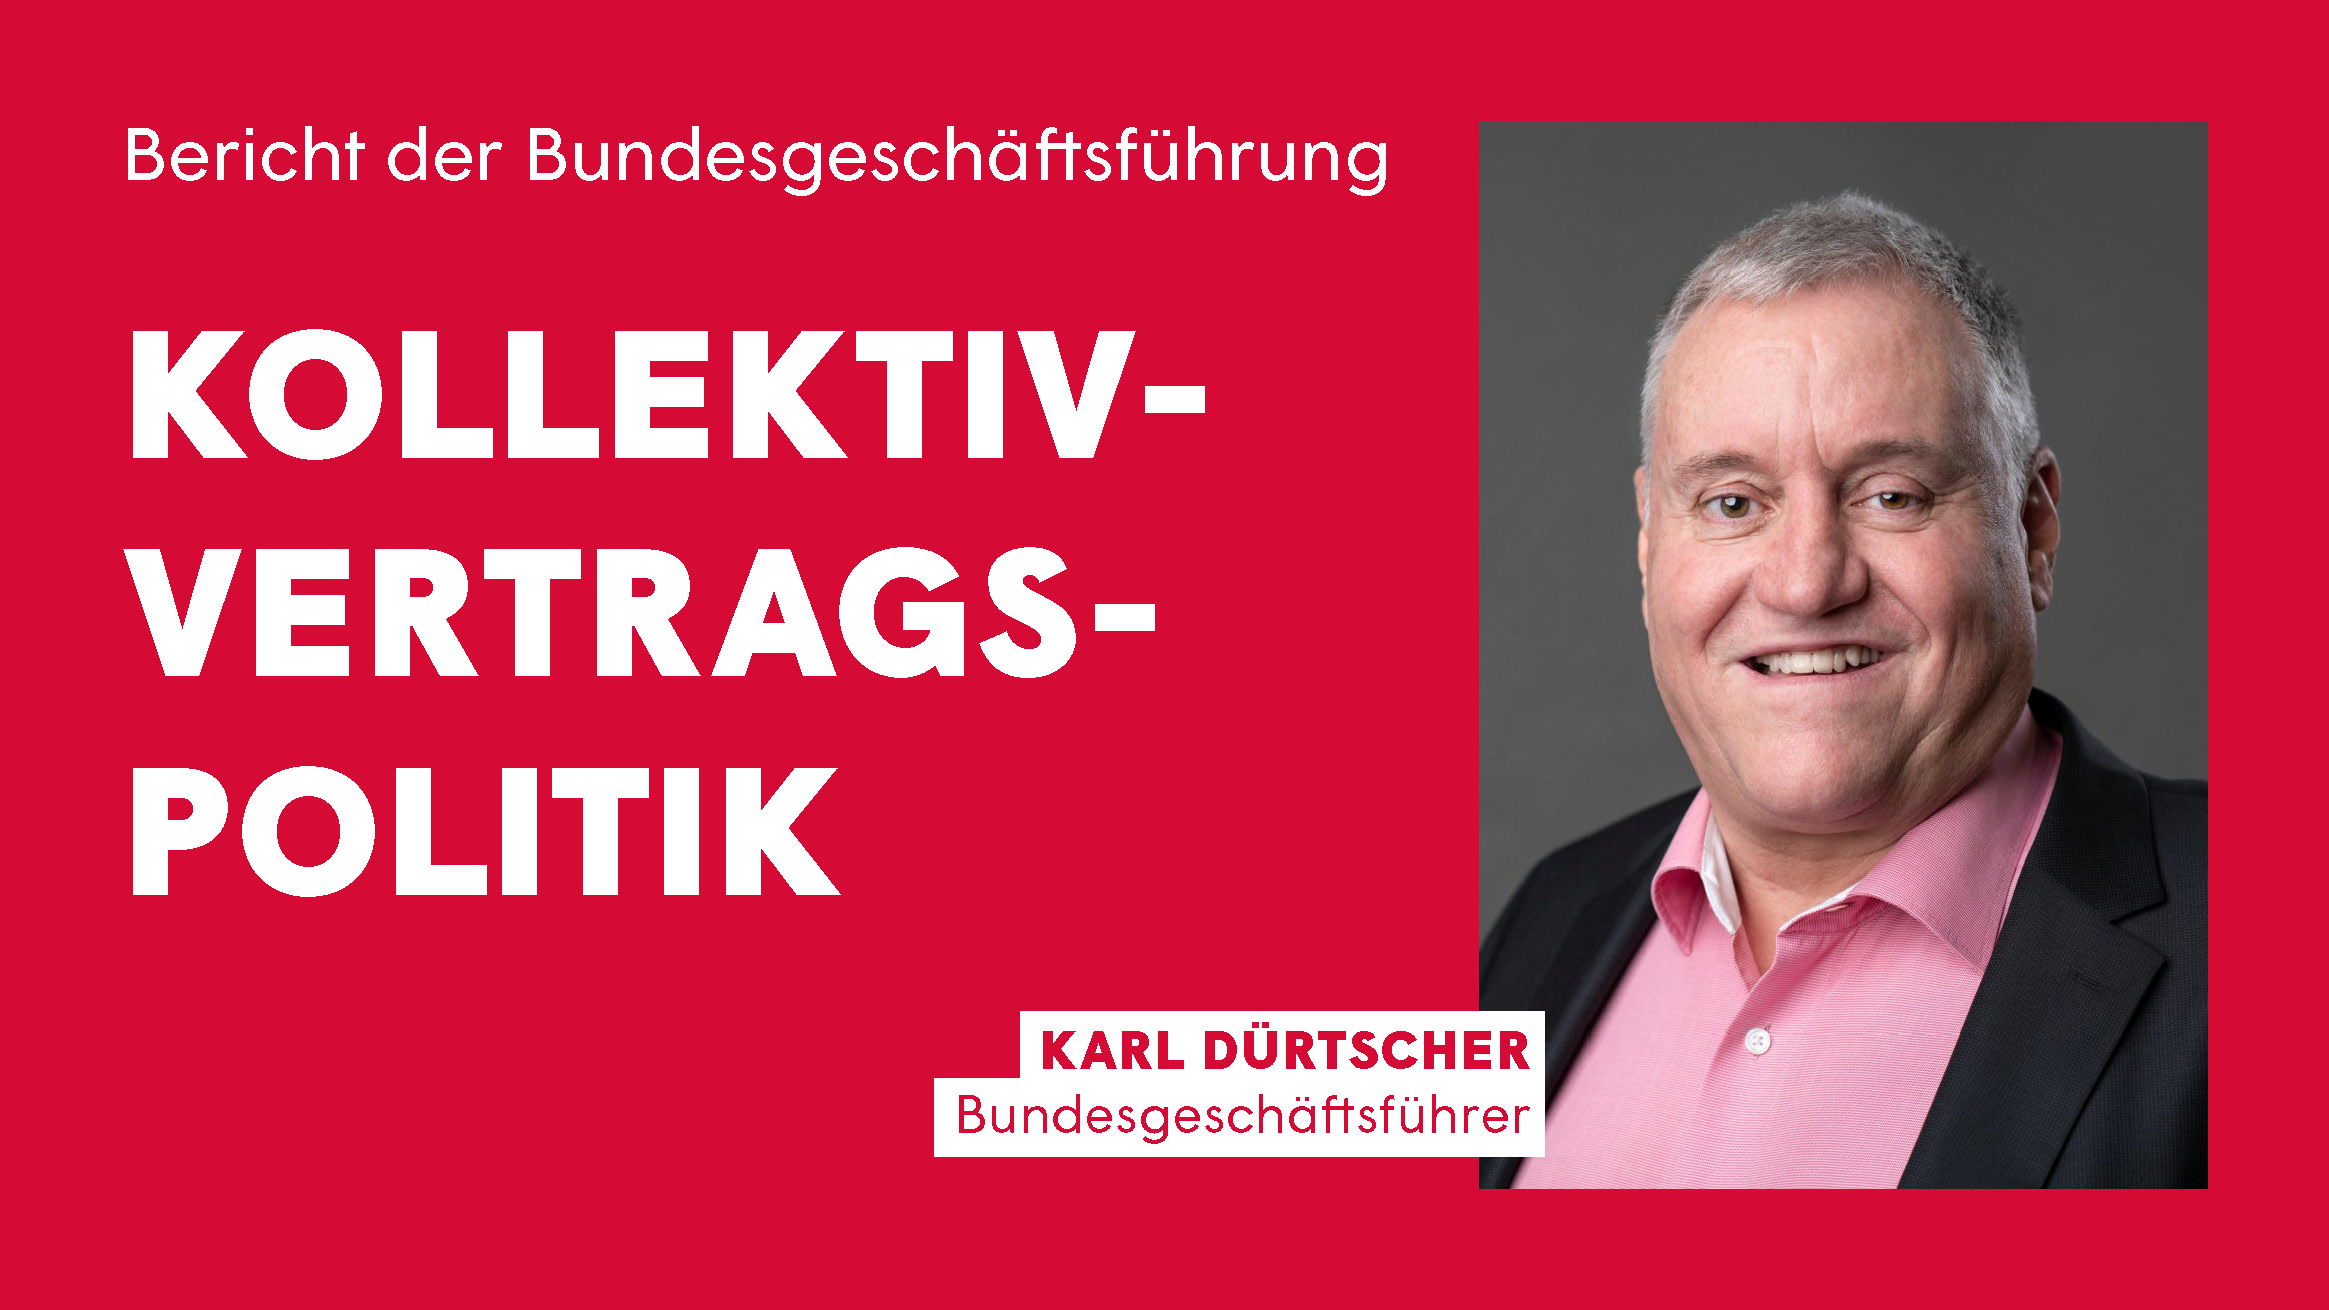 Bericht der Bundesgeschäftsführung
KOLLEKTIV-
VERTRAGS-
POLITIK
KARL DÜRTSCHER
Bundesgeschäftsführer